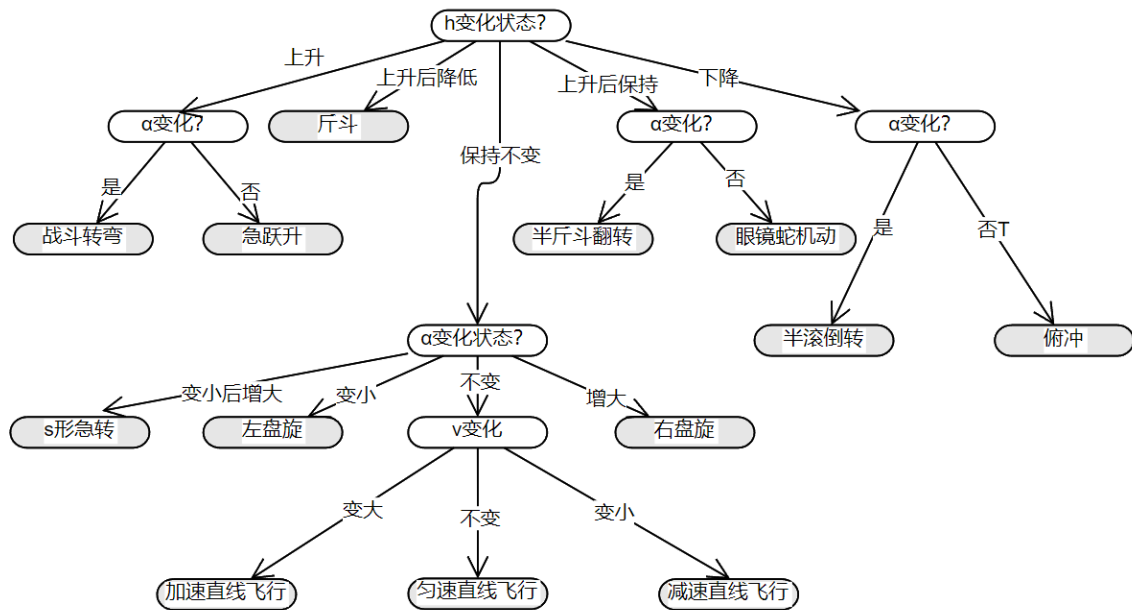 h变化状态?
上升
上升后降低
上升后保持
下降
α变化?
斤斗
α变化?
α变化?
保持不变
是
否
是
否
战斗转弯
急跃升
半斤斗翻转
眼镜蛇机动
是
否T
α变化状态?
半滚倒转
俯冲
变小后增大
变小
不变
增大
s形急转
左盘旋
v变化
右盘旋
变大
不变
变小
加速直线飞行
匀速直线飞行
减速直线飞行